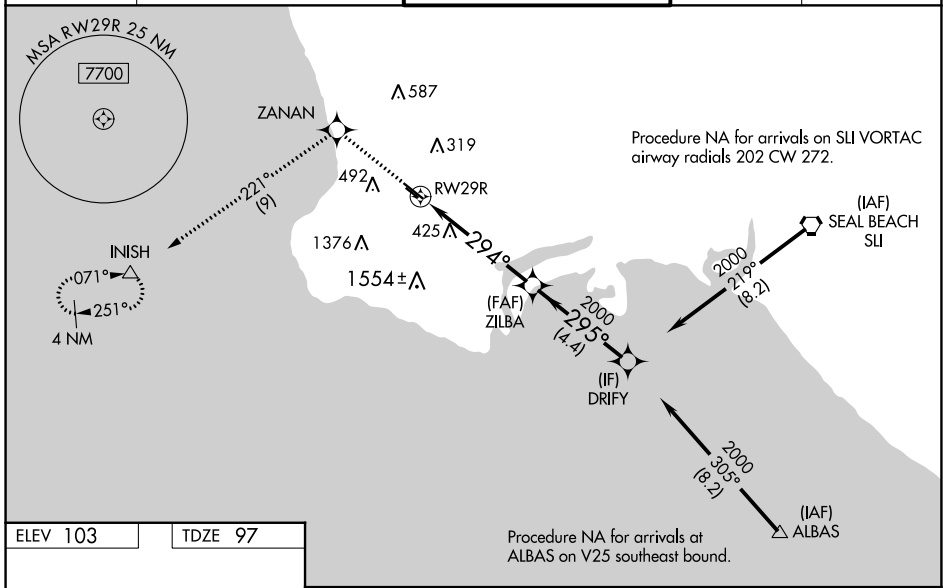 MSA RW29R 25 NM
7700
587
ZANAN
319
Procedure NA for arrivals on SLI VORTAC
airway radials 202 CW 272.
492
RW29R
221°
(9)
(IAF)
SEAL BEACH
SLI
INISH
1376
425
294°
2000
219°
(8.2)
071°
251°
4 NM
1554±
(FAF)
ZILBA
2000
295°
(4.4)
(IF)
DRIFY
2000
305°
(8.2)
(IAF)
ALBAS
Procedure NA for arrivals at
ALBAS on V25 southeast bound.
ELEV 103
TDZE 97